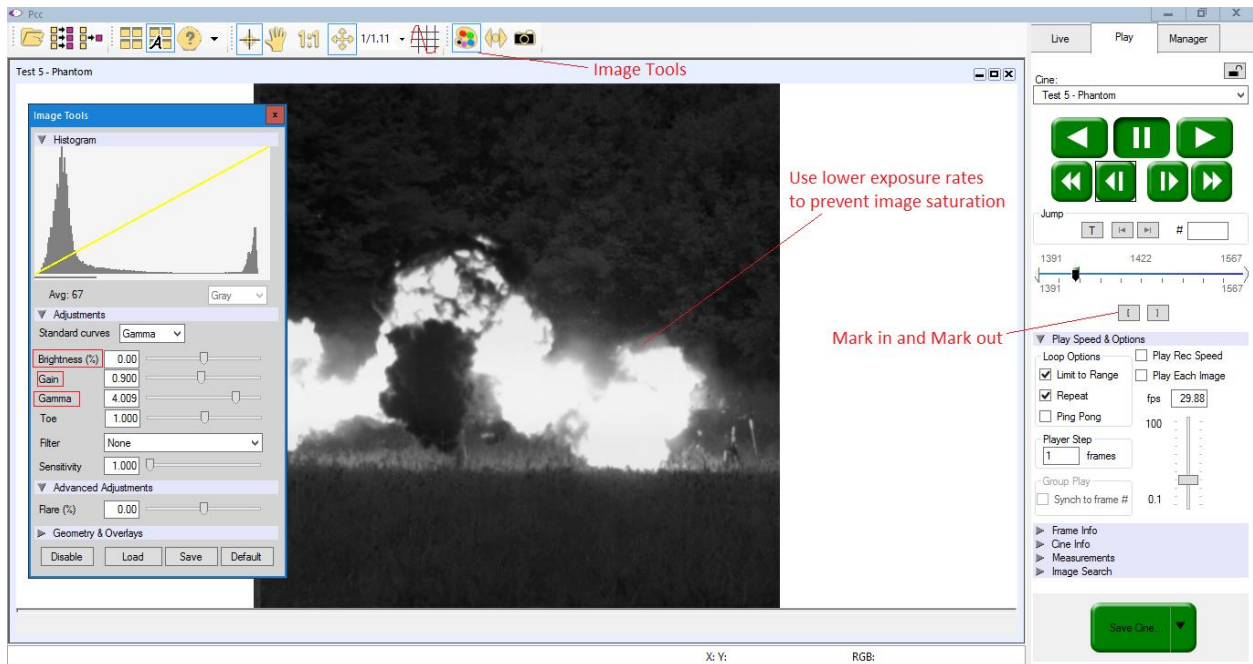 Pcc
1:1
1/1.11
A
?
Image Tools
Live
Play
Manager
Test 5 - Phantom
Cine:
Test 5 - Phantom
Image Tools
x
Histogram
Avg: 67
Gray
Adjustments
Standard curves
Gamma
Brightness (%)
0.00
Gain
0.900
Gamma
4.009
Toe
1.000
Filter
None
Sensitivity
1.000
Advanced Adjustments
Flare (%)
0.00
Geometry & Overlays
Disable
Load
Save
Default
Use lower exposure rates
to prevent image saturation
Mark in and Mark out
Jump
T
#
1391
1422
1567
1391
1567
[
]
Play Speed & Options
Loop Options
Play Rec Speed
Limit to Range
Play Each Image
Repeat
fps
29.88
Ping Pong
100
Player Step
1
frames
Group Play
Synch to frame #
0.1
Frame Info
Cine Info
Measurements
Image Search
Save Cine...
X: Y:
RGB: